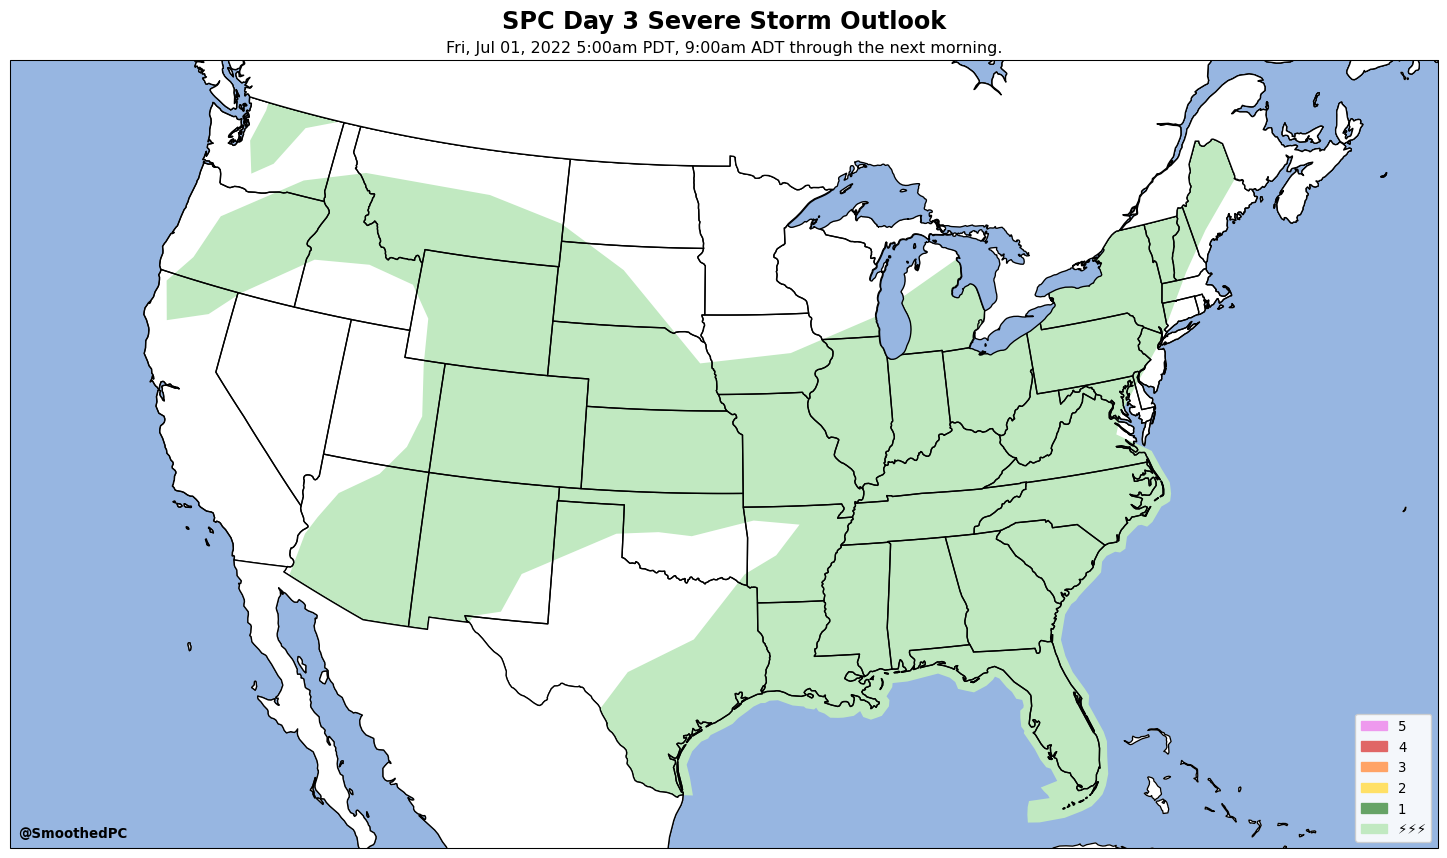 SPC Day 3 Severe Storm Outlook
Fri, Jul 01, 2022 5:00am PDT, 9:00am ADT through the next morning.
5
4
3
2
1
⚡⚡⚡
@SmoothedPC